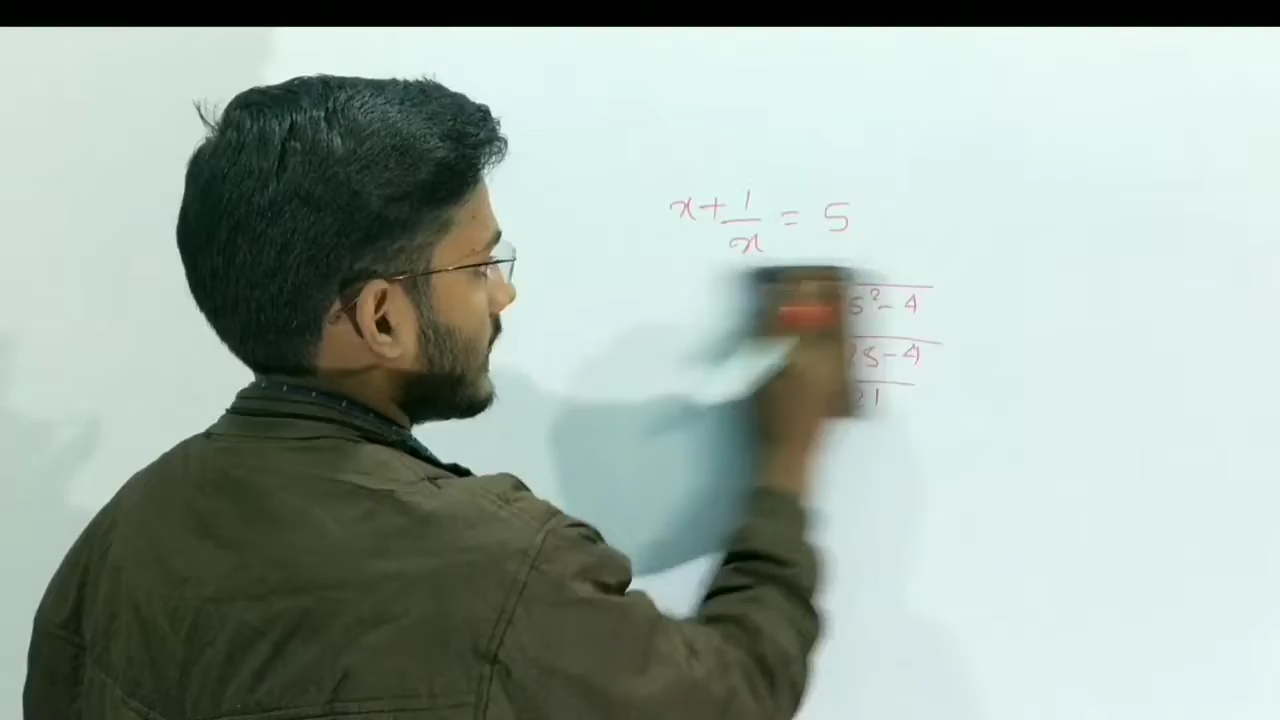 x + 1/x = 5
5² - 4
25 - 4
21